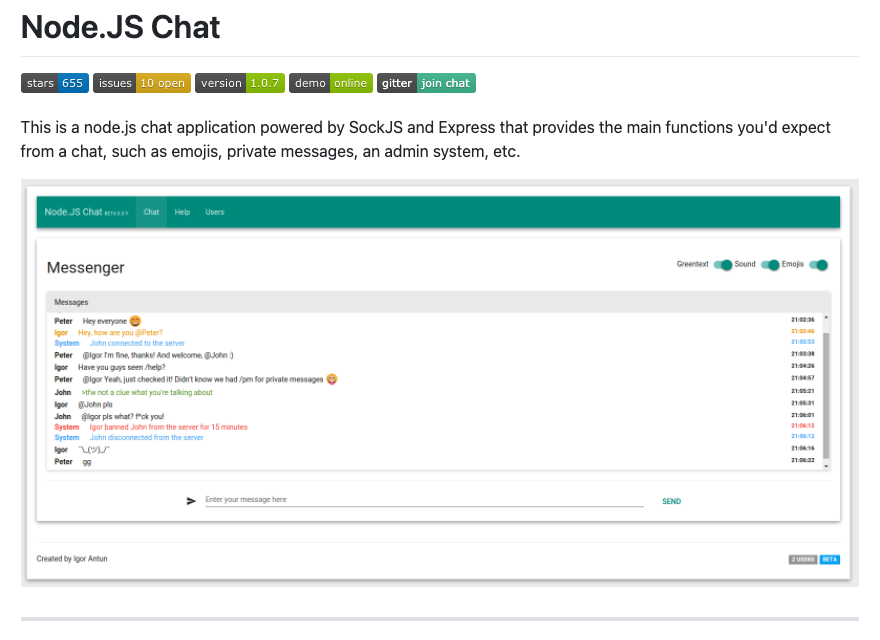 Node.JS Chat
stars 655 issues 10 open version 1.0.7 demo online gitter join chat
This is a node.js chat application powered by SockJS and Express that provides the main functions you'd expect
from a chat, such as emojis, private messages, an admin system, etc.
Node.JS Chat Chat Help Users
Messenger
Greentext Sound Emojis
Messages
Peter Hey everyone 21:02:36
Igor Hey, how are you @Peter? 21:02:46
System John connected to the server 21:02:53
Peter @Igor I'm fine, thanks! And welcome, @John :) 21:03:38
Igor Have you guys seen /help? 21:04:26
Peter @Igor Yeah, just checked it! Didn't know we had /pm for private messages 21:04:57
John >tfw not a clue what you're talking about 21:05:21
Igor @John pls 21:05:31
John @Igor pls what? f*ck you! 21:06:01
System Igor banned John from the server for 15 minutes 21:06:12
System John disconnected from the server 21:06:12
Igor ¯\_(ツ)_/¯ 21:06:16
Peter gg 21:06:22
Enter your message here SEND
Created by Igor Antun 2 USERS BETA